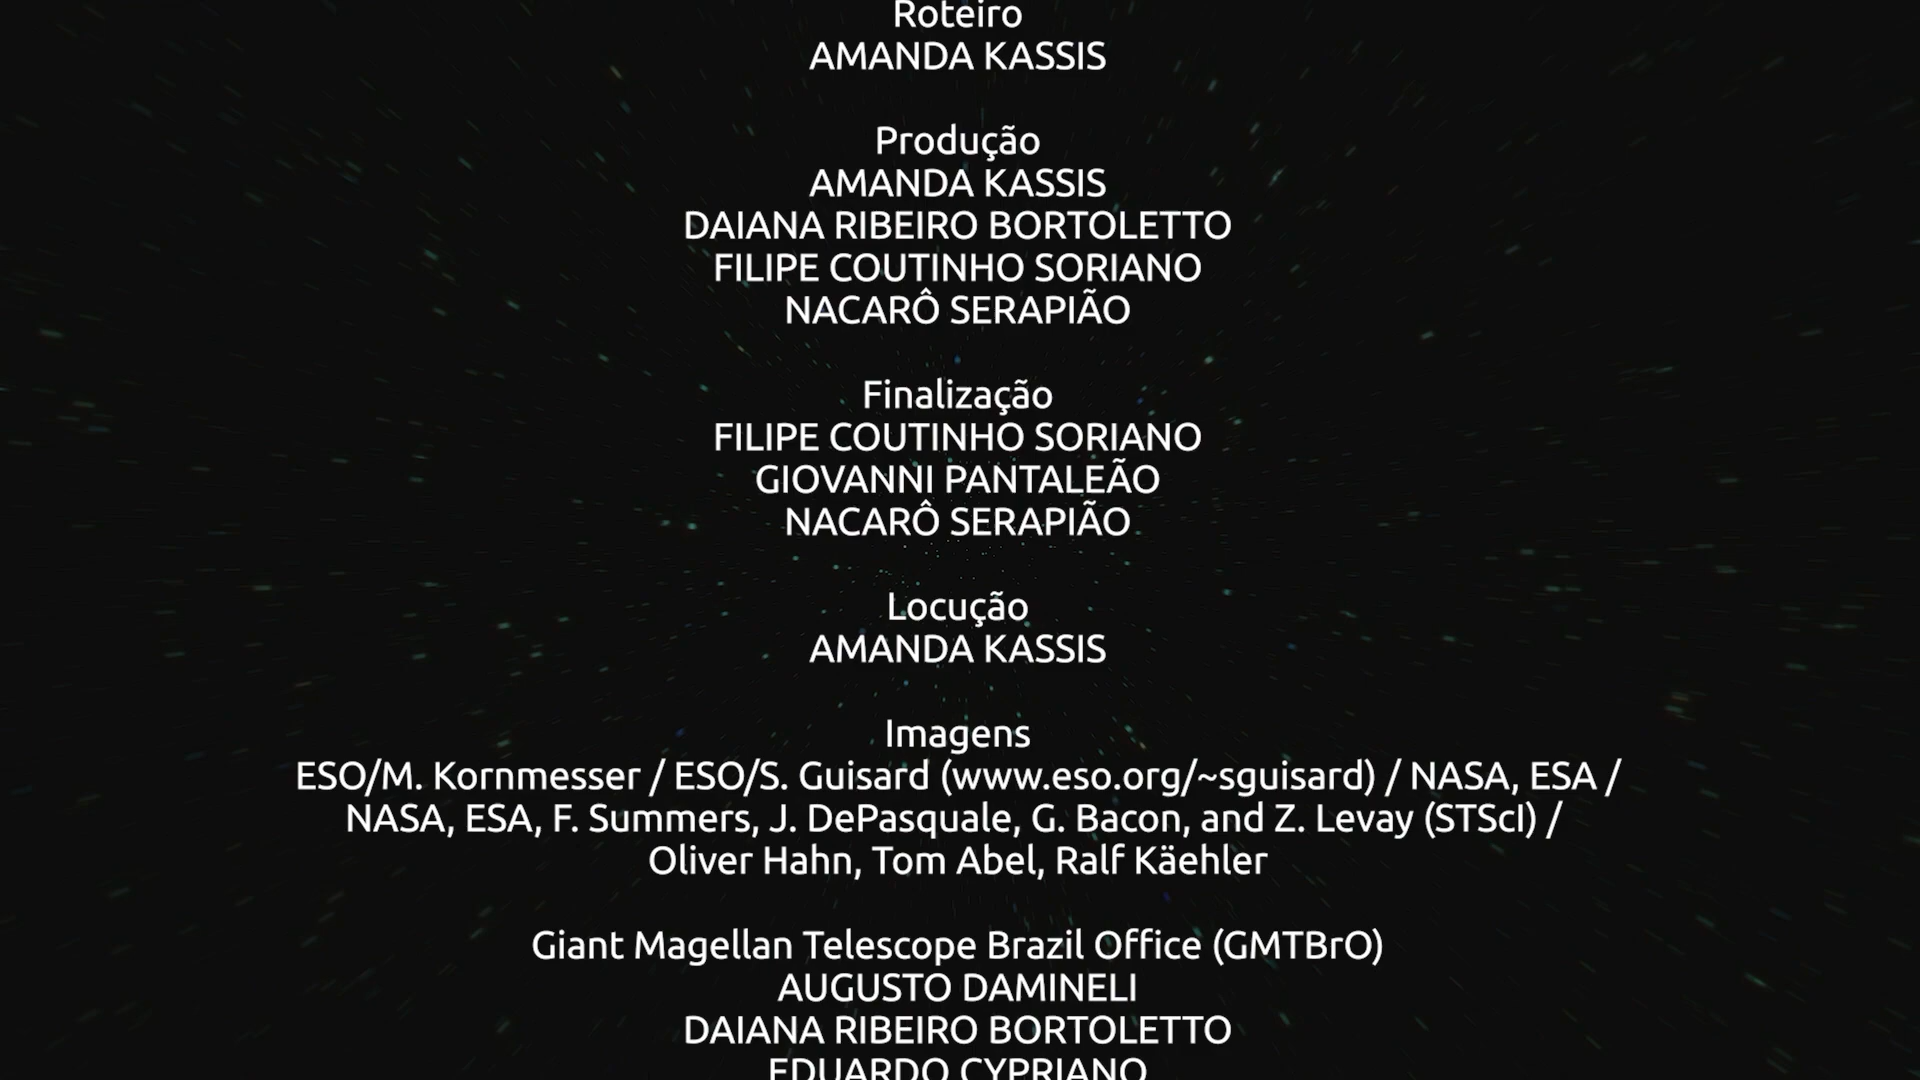 Roteiro
AMANDA KASSIS
Produção
AMANDA KASSIS
DAIANA RIBEIRO BORTOLETTO
FILIPE COUTINHO SORIANO
NACARÔ SERAPIÃO
Finalização
FILIPE COUTINHO SORIANO
GIOVANNI PANTALEÃO
NACARÔ SERAPIÃO
Locução
AMANDA KASSIS
Imagens
ESO/M. Kornmesser / ESO/S. Guisard (www.eso.org/~sguisard) / NASA, ESA /
NASA, ESA, F. Summers, J. DePasquale, G. Bacon, and Z. Levay (STScI) /
Oliver Hahn, Tom Abel, Ralf Käehler
Giant Magellan Telescope Brazil Office (GMTBrO)
AUGUSTO DAMINELI
DAIANA RIBEIRO BORTOLETTO
EDUARDO CYPRIANO